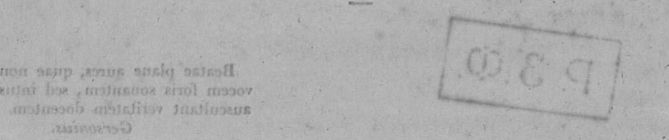 Beatae plane aures, quae non
vocem foris sonantem, sed intus
auscultant veritatem docentem.
Gersonius.
Р З Ф